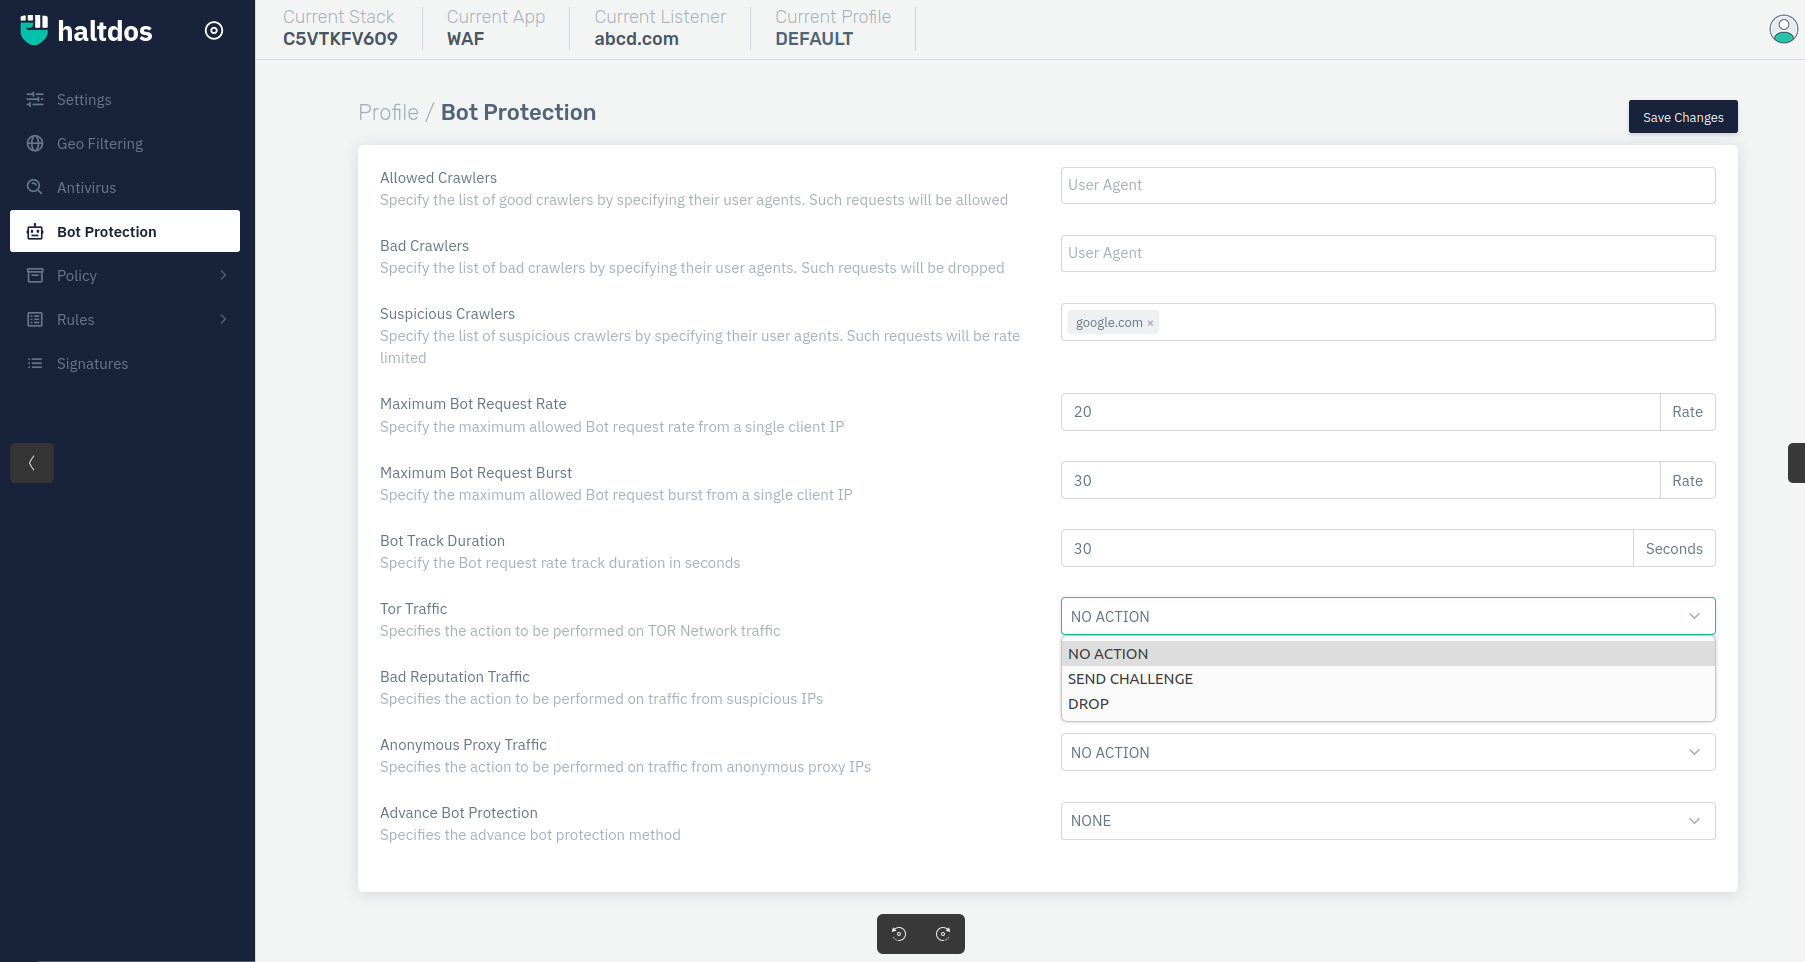 haltdos
Current Stack
C5VTKFV6O9
Current App
WAF
Current Listener
abcd.com
Current Profile
DEFAULT
Settings
Geo Filtering
Antivirus
Bot Protection
Policy
Rules
Signatures
Profile / Bot Protection
Save Changes
Allowed Crawlers
Specify the list of good crawlers by specifying their user agents. Such requests will be allowed
User Agent
Bad Crawlers
Specify the list of bad crawlers by specifying their user agents. Such requests will be dropped
User Agent
Suspicious Crawlers
Specify the list of suspicious crawlers by specifying their user agents. Such requests will be rate
limited
google.com ×
Maximum Bot Request Rate
Specify the maximum allowed Bot request rate from a single client IP
20
Rate
Maximum Bot Request Burst
Specify the maximum allowed Bot request burst from a single client IP
30
Rate
Bot Track Duration
Specify the Bot request rate track duration in seconds
30
Seconds
Tor Traffic
Specifies the action to be performed on TOR Network traffic
NO ACTION
NO ACTION
SEND CHALLENGE
DROP
Bad Reputation Traffic
Specifies the action to be performed on traffic from suspicious IPs
Anonymous Proxy Traffic
Specifies the action to be performed on traffic from anonymous proxy IPs
NO ACTION
Advance Bot Protection
Specifies the advance bot protection method
NONE